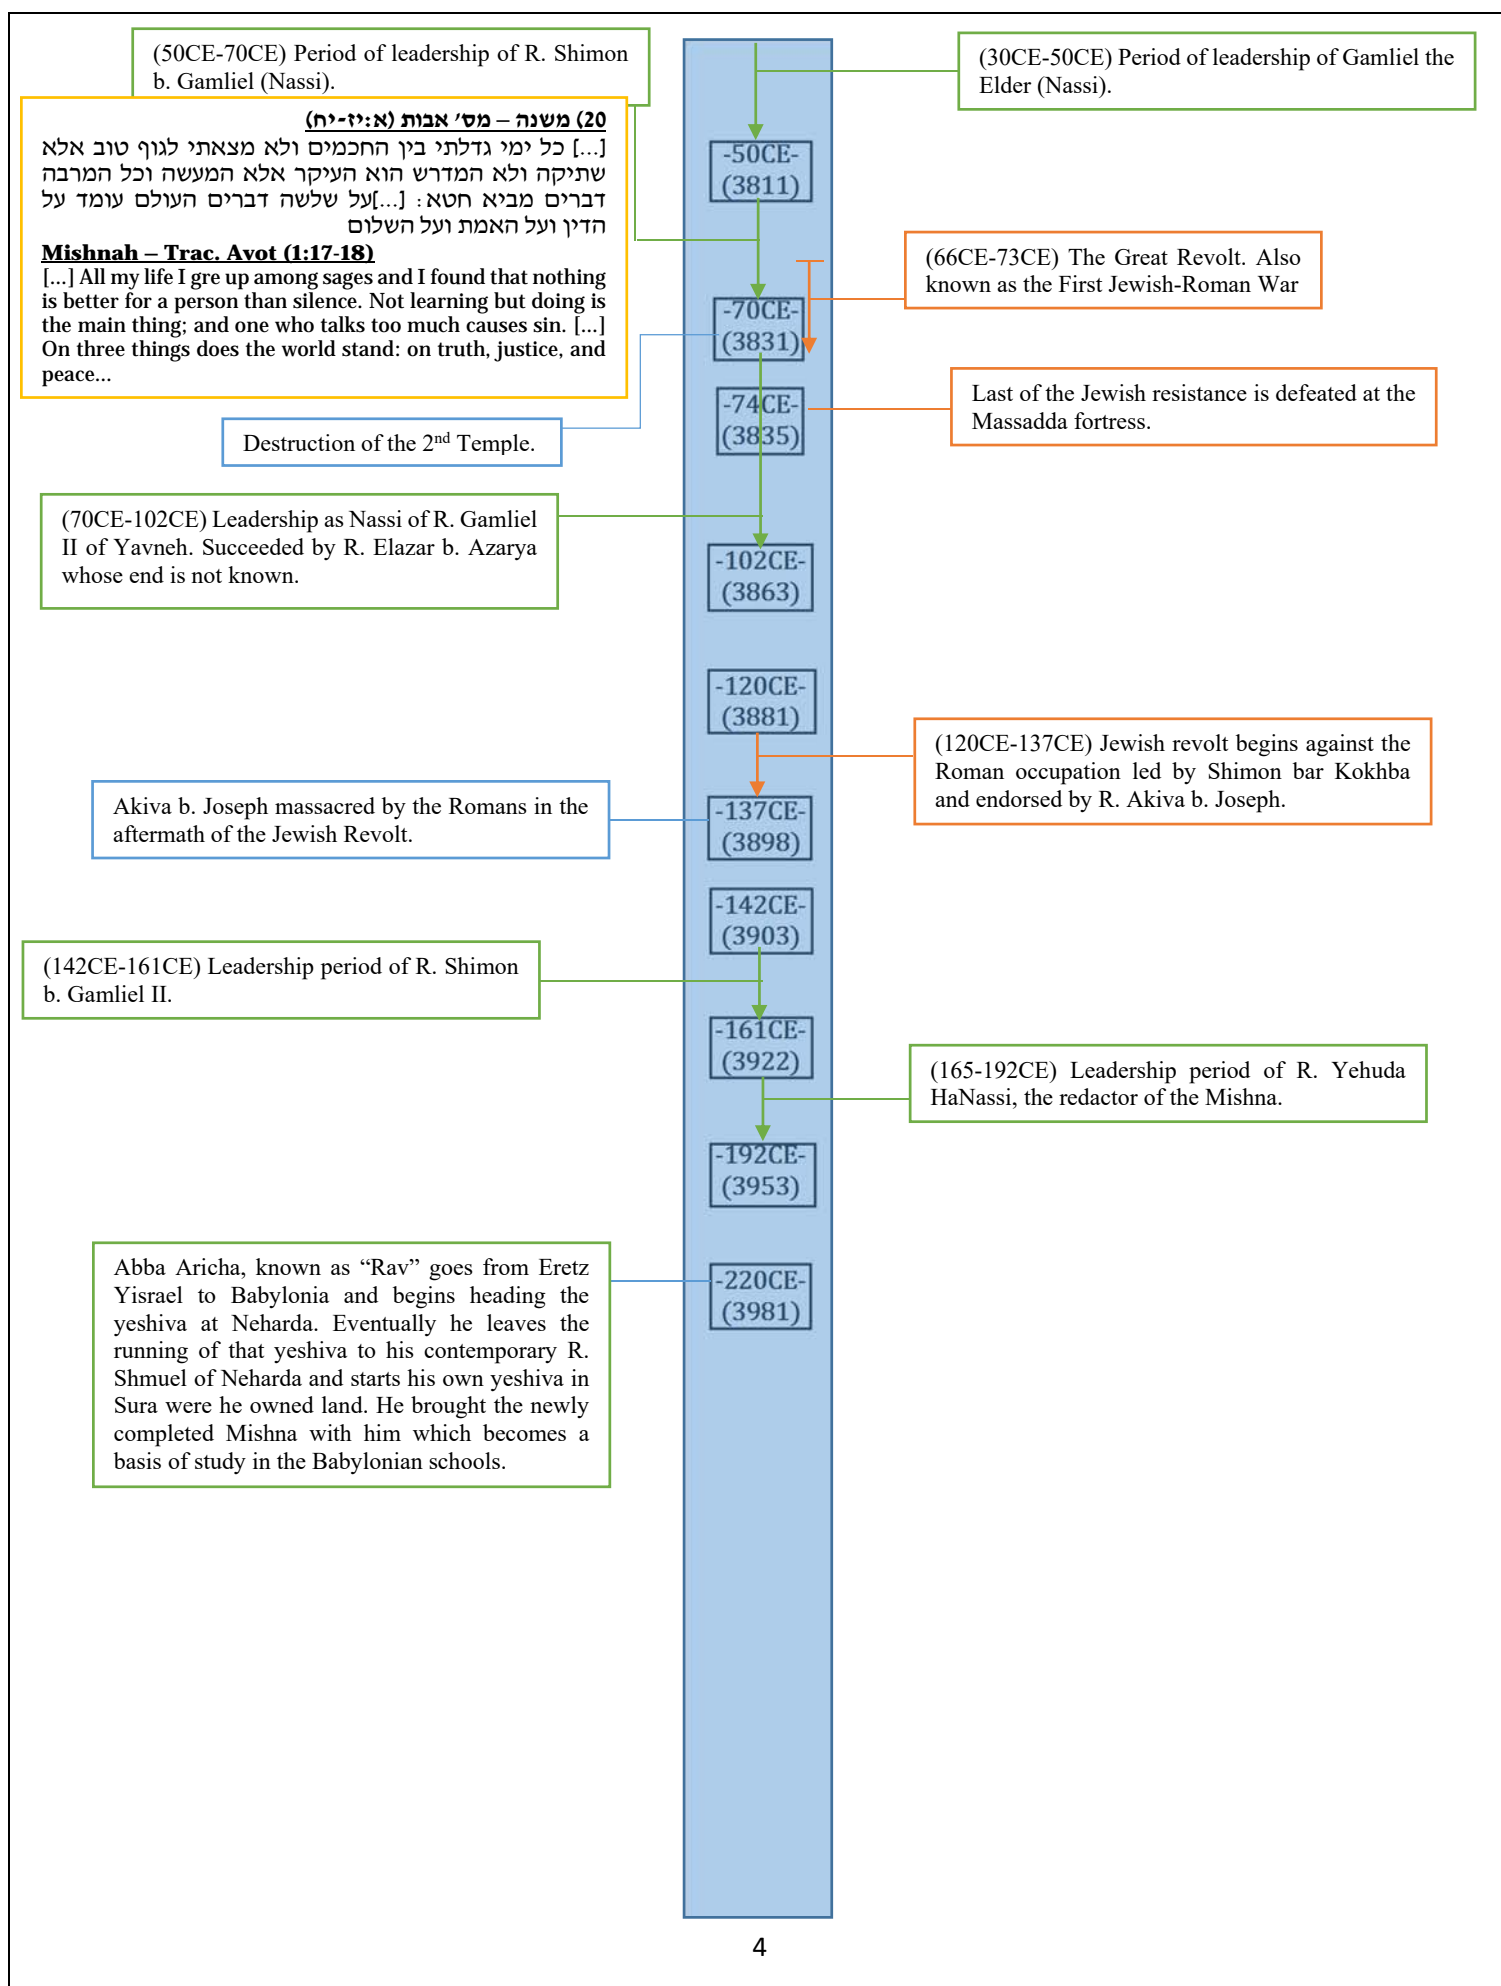 (50CE-70CE) Period of leadership of R. Shimon
b. Gamliel (Nassi).
(30CE-50CE) Period of leadership of Gamliel the
Elder (Nassi).
20) משנה – מס' אבות (א:יז-יח)
[...] כל ימי גדלתי בין החכמים ולא מצאתי לגוף טוב אלא
שתיקה ולא המדרש הוא העיקר אלא המעשה וכל המרבה
דברים מביא חטא: [...]על שלשה דברים העולם עומד על
הדין ועל האמת ועל השלום
Mishnah – Trac. Avot (1:17-18)
[...] All my life I gre up among sages and I found that nothing
is better for a person than silence. Not learning but doing is
the main thing; and one who talks too much causes sin. [...]
On three things does the world stand: on truth, justice, and
peace...
-50CE-
(3811)
(66CE-73CE) The Great Revolt. Also
known as the First Jewish-Roman War
-70CE-
(3831)
Last of the Jewish resistance is defeated at the
Massadda fortress.
-74CE-
(3835)
Destruction of the 2nd Temple.
(70CE-102CE) Leadership as Nassi of R. Gamliel
II of Yavneh. Succeeded by R. Elazar b. Azarya
whose end is not known.
-102CE-
(3863)
-120CE-
(3881)
(120CE-137CE) Jewish revolt begins against the
Roman occupation led by Shimon bar Kokhba
and endorsed by R. Akiva b. Joseph.
Akiva b. Joseph massacred by the Romans in the
aftermath of the Jewish Revolt.
-137CE-
(3898)
-142CE-
(3903)
(142CE-161CE) Leadership period of R. Shimon
b. Gamliel II.
-161CE-
(3922)
(165-192CE) Leadership period of R. Yehuda
HaNassi, the redactor of the Mishna.
-192CE-
(3953)
Abba Aricha, known as “Rav” goes from Eretz
Yisrael to Babylonia and begins heading the
yeshiva at Neharda. Eventually he leaves the
running of that yeshiva to his contemporary R.
Shmuel of Neharda and starts his own yeshiva in
Sura were he owned land. He brought the newly
completed Mishna with him which becomes a
basis of study in the Babylonian schools.
-220CE-
(3981)
4